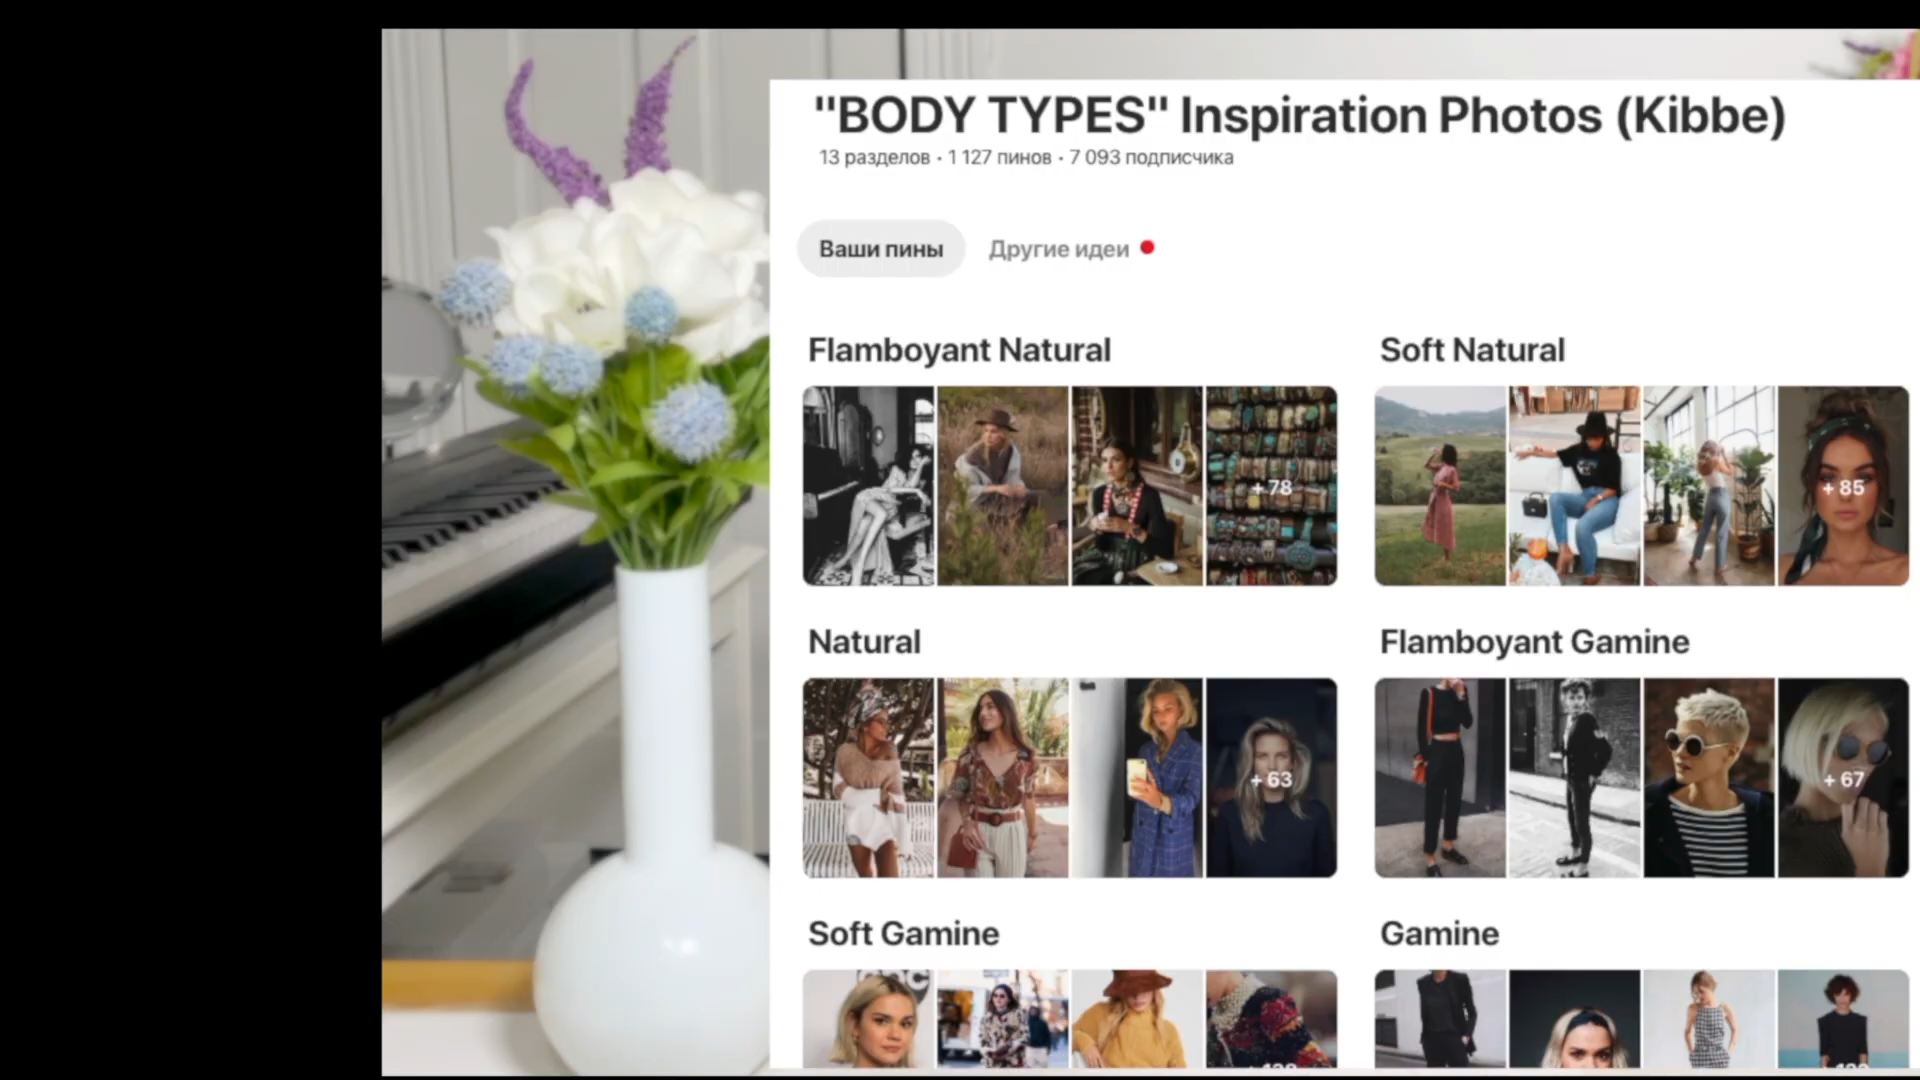 "BODY TYPES" Inspiration Photos (Kibbe)
13 разделов • 1 127 пинов • 7 093 подписчика
Ваши пины
Другие идеи
Flamboyant Natural
Soft Natural
+ 78
+ 85
Natural
Flamboyant Gamine
+ 63
+ 67
Soft Gamine
Gamine